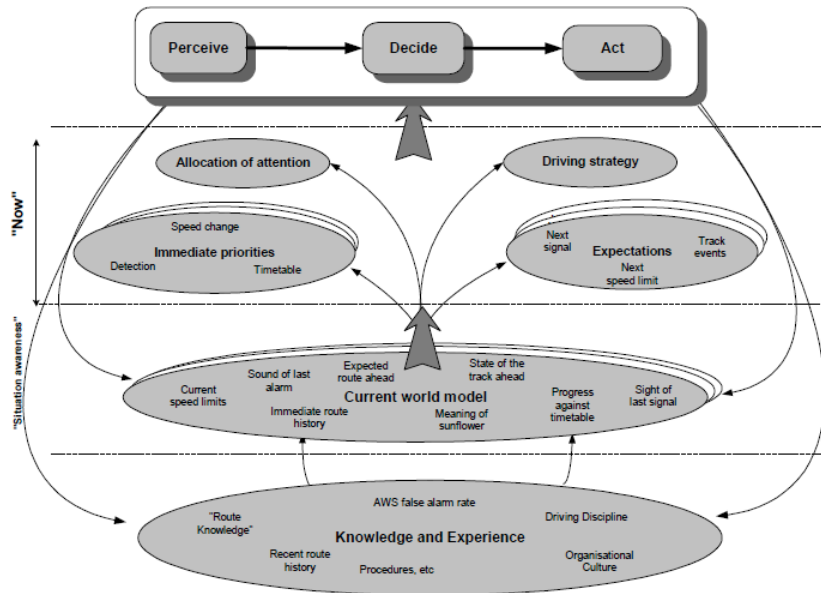 Perceive
Decide
Act
"Now"
Allocation of attention
Driving strategy
Speed change
Immediate priorities
Detection
Timetable
Next
signal
Expectations
Track
events
Next
speed limit
"Situation awareness"
Current
speed limits
Sound of last
alarm
Expected
route ahead
State of the
track ahead
Current world model
Immediate route
history
Meaning of
sunflower
Progress
against
timetable
Sight of
last signal
AWS false alarm rate
"Route
Knowledge"
Driving Discipline
Knowledge and Experience
Recent route
history
Procedures, etc
Organisational
Culture